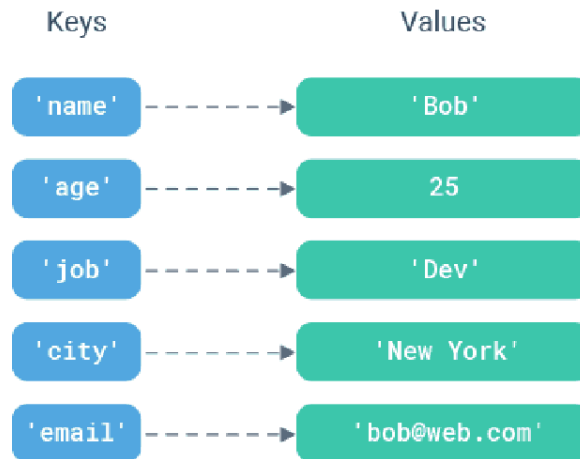 Keys Values
'name' 'Bob'
'age' 25
'job' 'Dev'
'city' 'New York'
'email' 'bob@web.com'